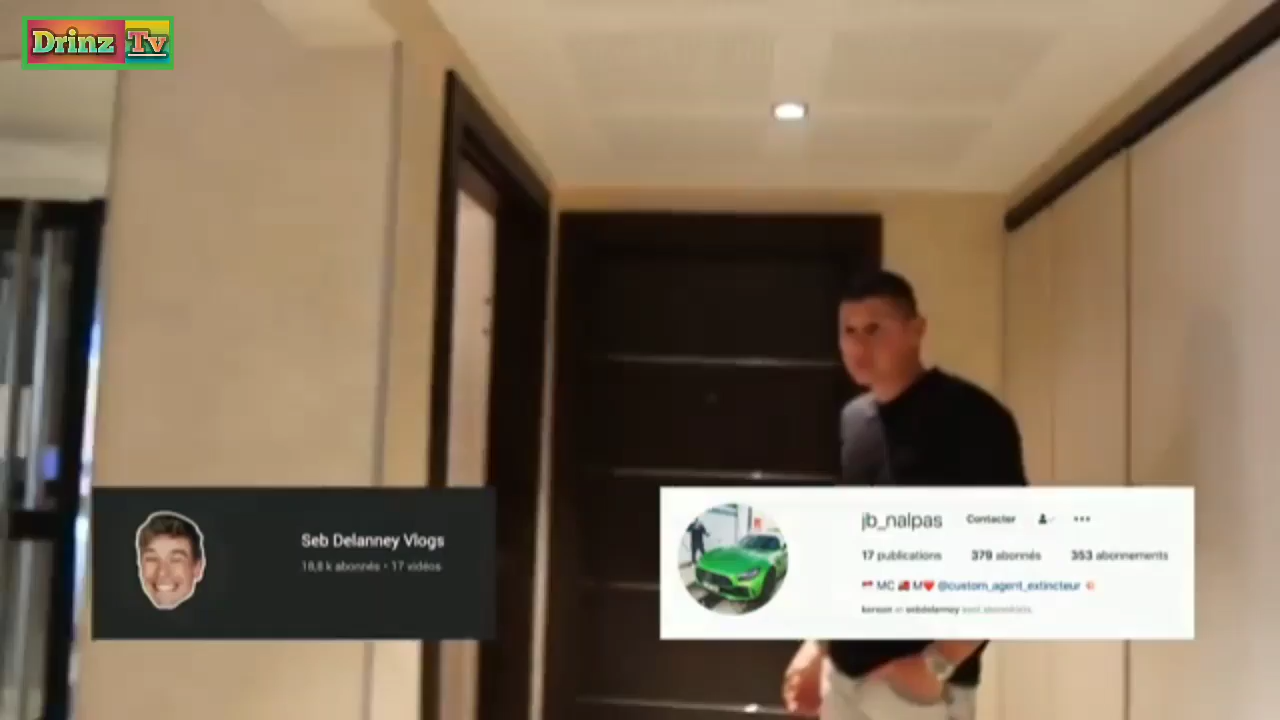 Drinz Tv
Seb Delanney Vlogs
18,8 k abonnés • 17 vidéos
jb_nalpas Contacter •••
17 publications 379 abonnés 353 abonnements
🇲🇨 MC 🇹🇼 M❤️ @custom_agent_extincteur